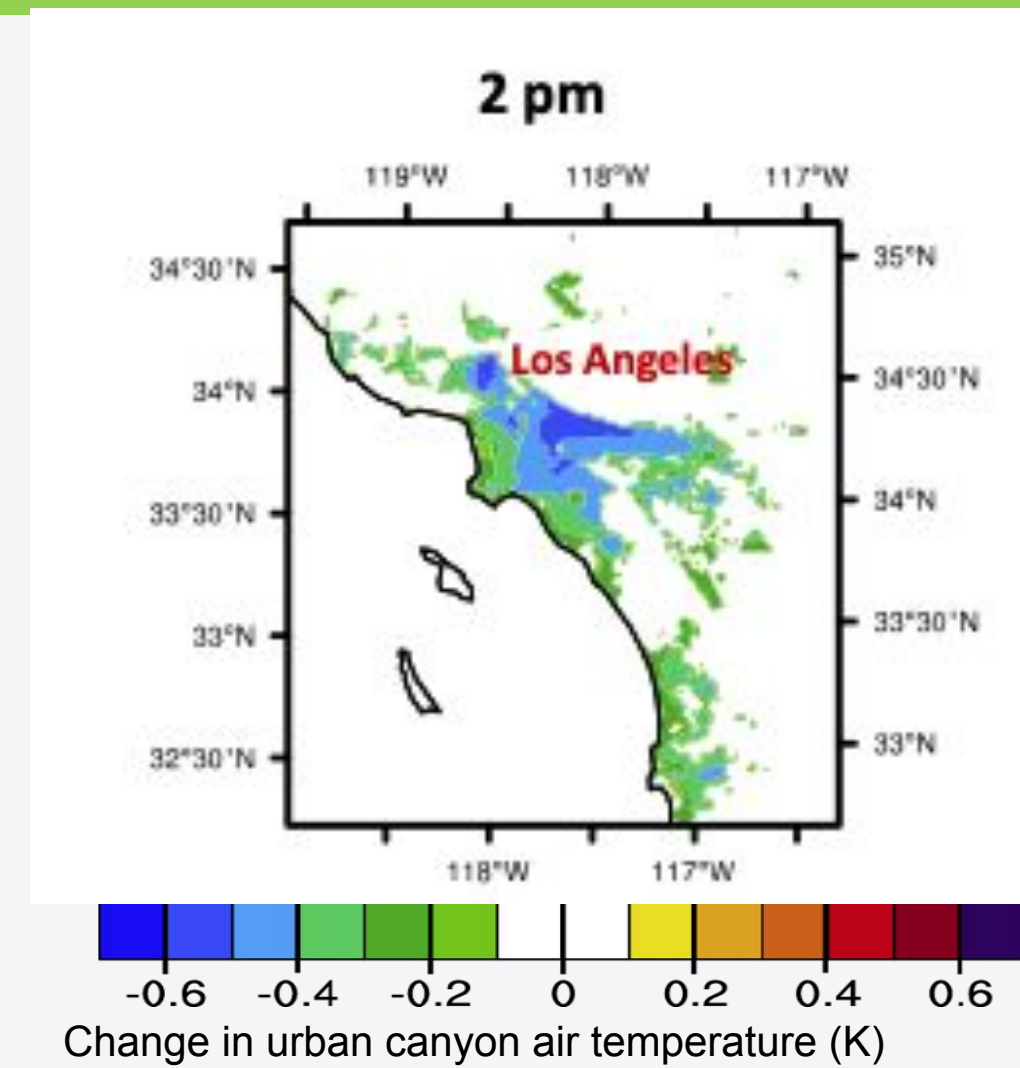 2 pm
119°W 118°W 117°W
34°30'N
35°N
Los Angeles
34°N
34°30'N
33°30'N
34°N
33°N
33°30'N
32°30'N
33°N
118°W 117°W
-0.6 -0.4 -0.2 0 0.2 0.4 0.6
Change in urban canyon air temperature (K)